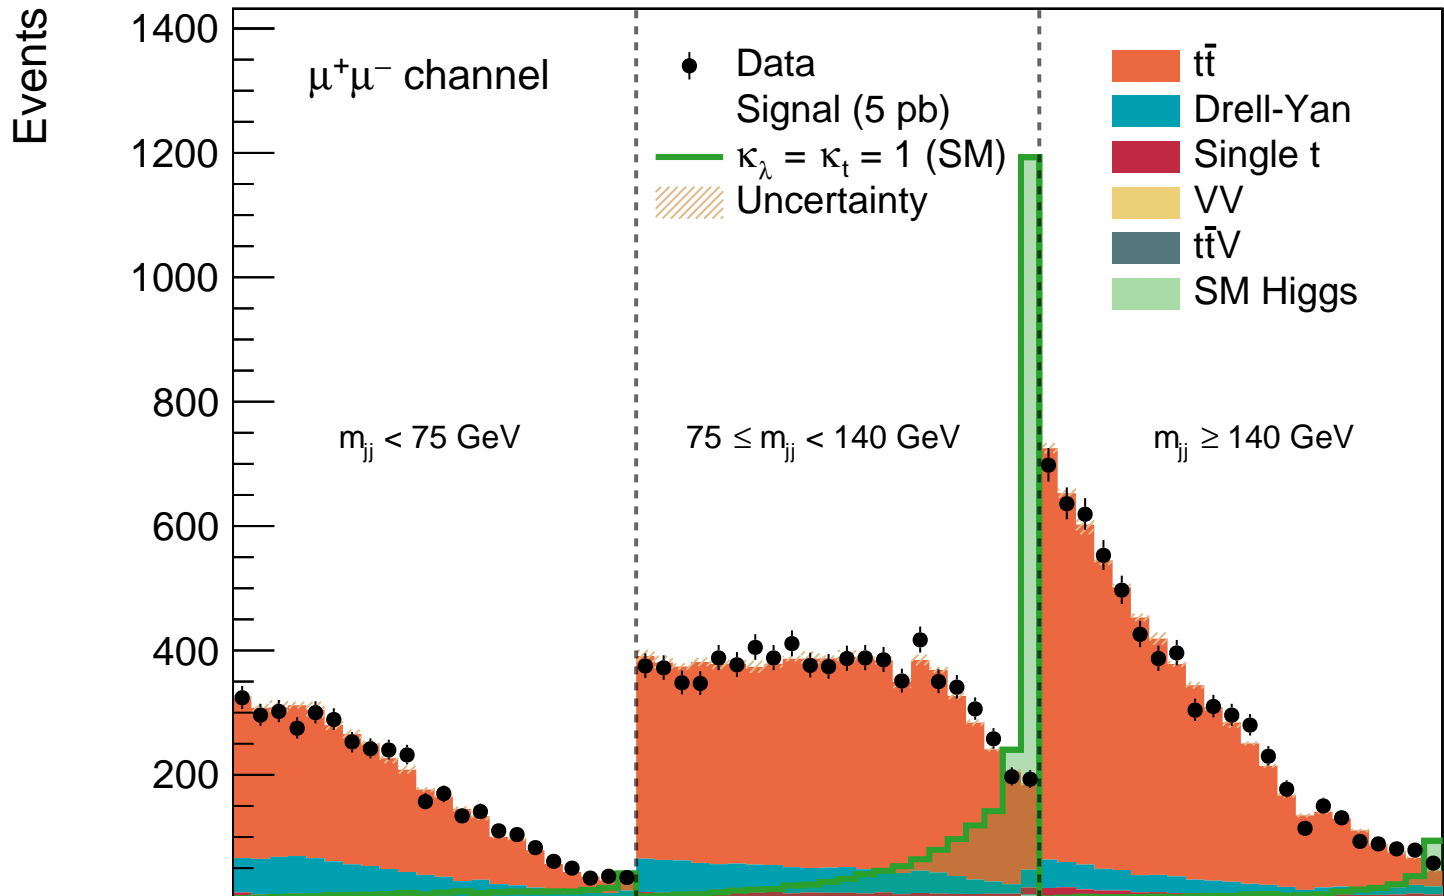 Events
1400
1200
1000
800
600
400
200
μ⁺μ⁻ channel
Data
Signal (5 pb)
κ_λ = κ_t = 1 (SM)
Uncertainty
tt̄
Drell-Yan
Single t
VV
tt̄V
SM Higgs
m_jj < 75 GeV
75 ≤ m_jj < 140 GeV
m_jj ≥ 140 GeV